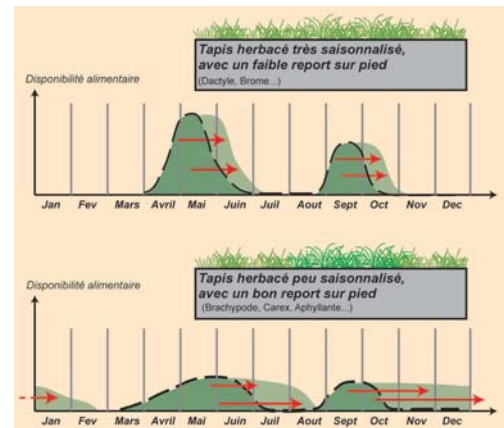 Tapis herbacé très saisonnalisé,
avec un faible report sur pied
(Dactyle, Brome...)
Disponibilité alimentaire
Jan Fev Mars Avril Mai Juin Juil Aout Sept Oct Nov Dec
Tapis herbacé peu saisonnalisé,
avec un bon report sur pied
(Brachypode, Carex, Aphyllante...)
Disponibilité alimentaire
Jan Fev Mars Avril Mai Juin Juil Aout Sept Oct Nov Dec